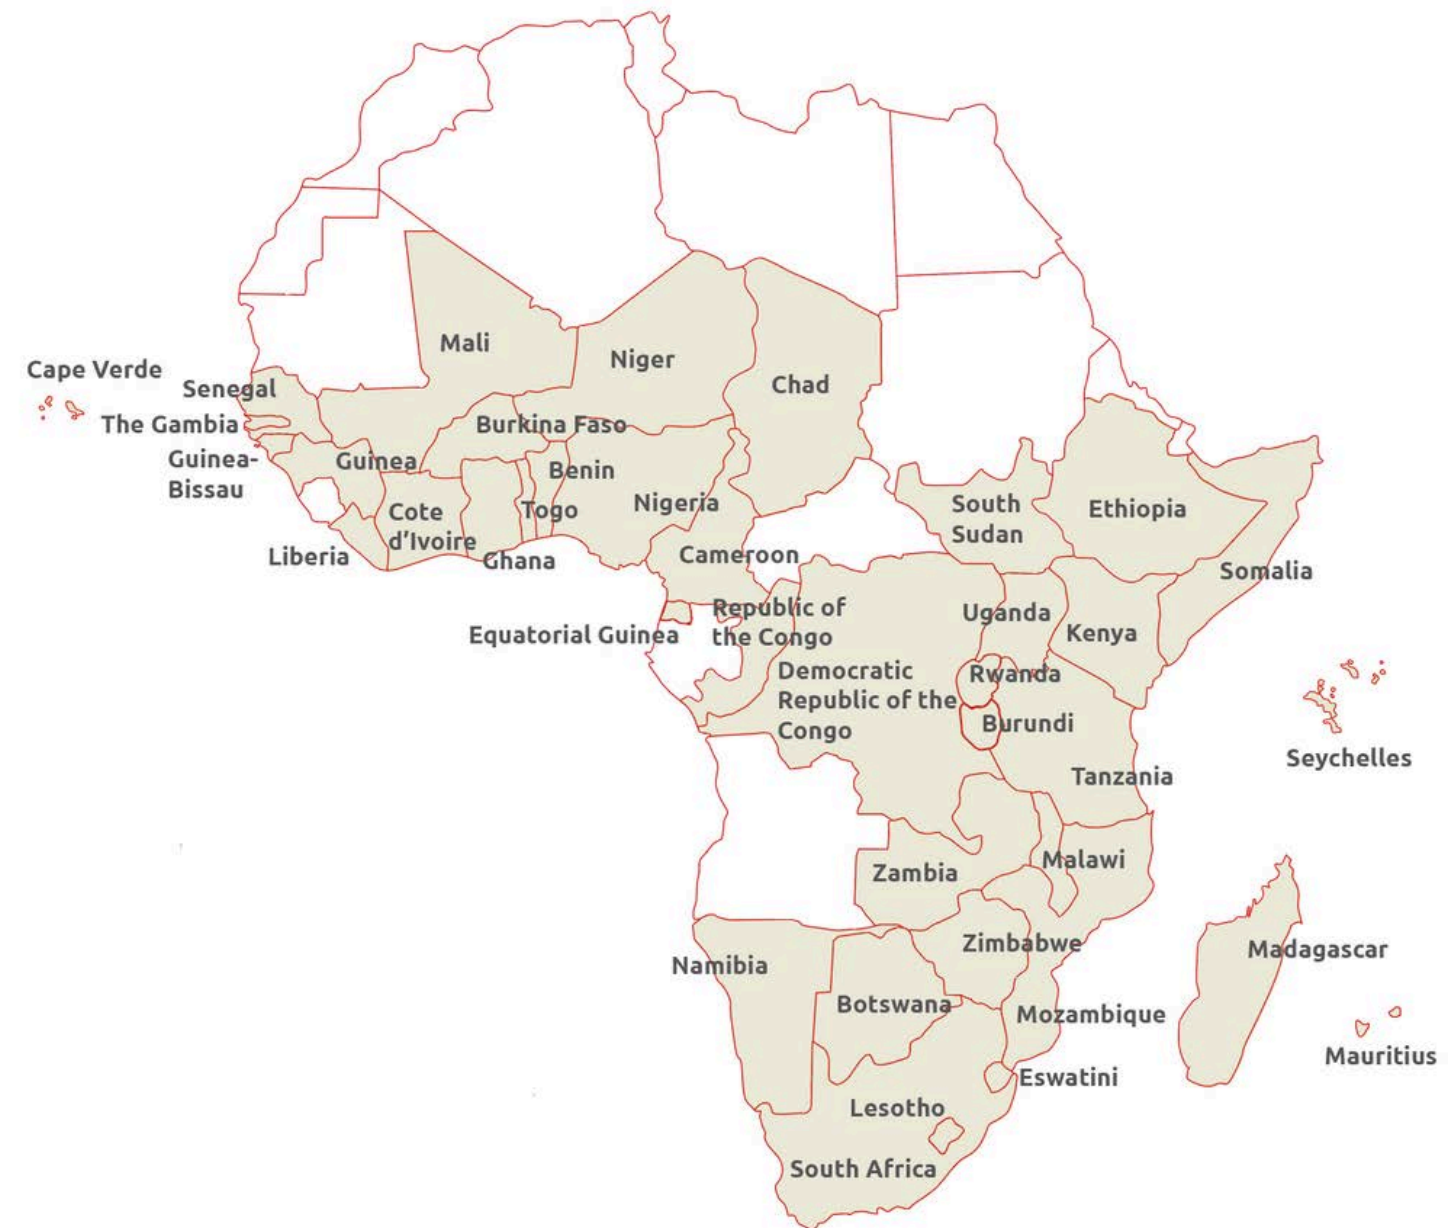 Mali
Niger
Cape Verde
Chad
Senegal
The Gambia
Burkina Faso
Guinea-
Bissau
Guinea
Benin
Nigeria
South
Sudan
Ethiopia
Cote
d'Ivoire
Togo
Liberia
Ghana
Cameroon
Somalia
Republic of
the Congo
Equatorial Guinea
Uganda
Kenya
Democratic
Republic of the
Congo
Rwanda
Burundi
Seychelles
Tanzania
Malawi
Zambia
Zimbabwe
Madagascar
Namibia
Botswana
Mozambique
Mauritius
Eswatini
Lesotho
South Africa